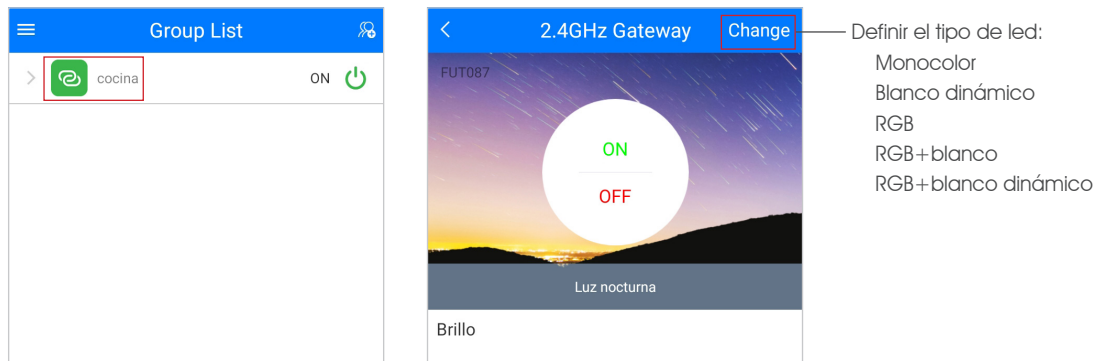 Group List
cocina
ON
2.4GHz Gateway
Change
FUT087
ON
OFF
Luz nocturna
Brillo
Definir el tipo de led:
Monocolor
Blanco dinámico
RGB
RGB+blanco
RGB+blanco dinámico